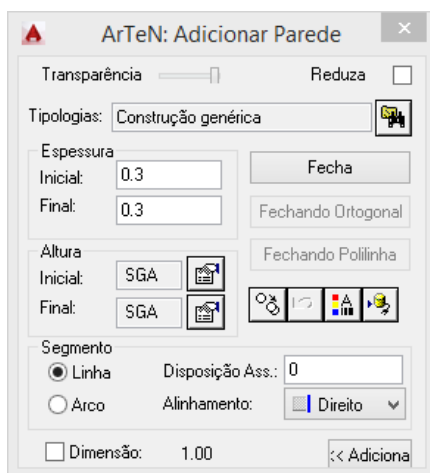 ArTeN: Adicionar Parede
Transparência
Reduza
Tipologias: Construção genérica
Espessura
Inicial: 0.3
Final: 0.3
Fecha
Fechando Ortogonal
Fechando Polilinha
Altura
Inicial: SGA
Final: SGA
Segmento
Linha
Disposição Ass.: 0
Arco
Alinhamento: Direito
Dimensão: 1.00
<< Adiciona